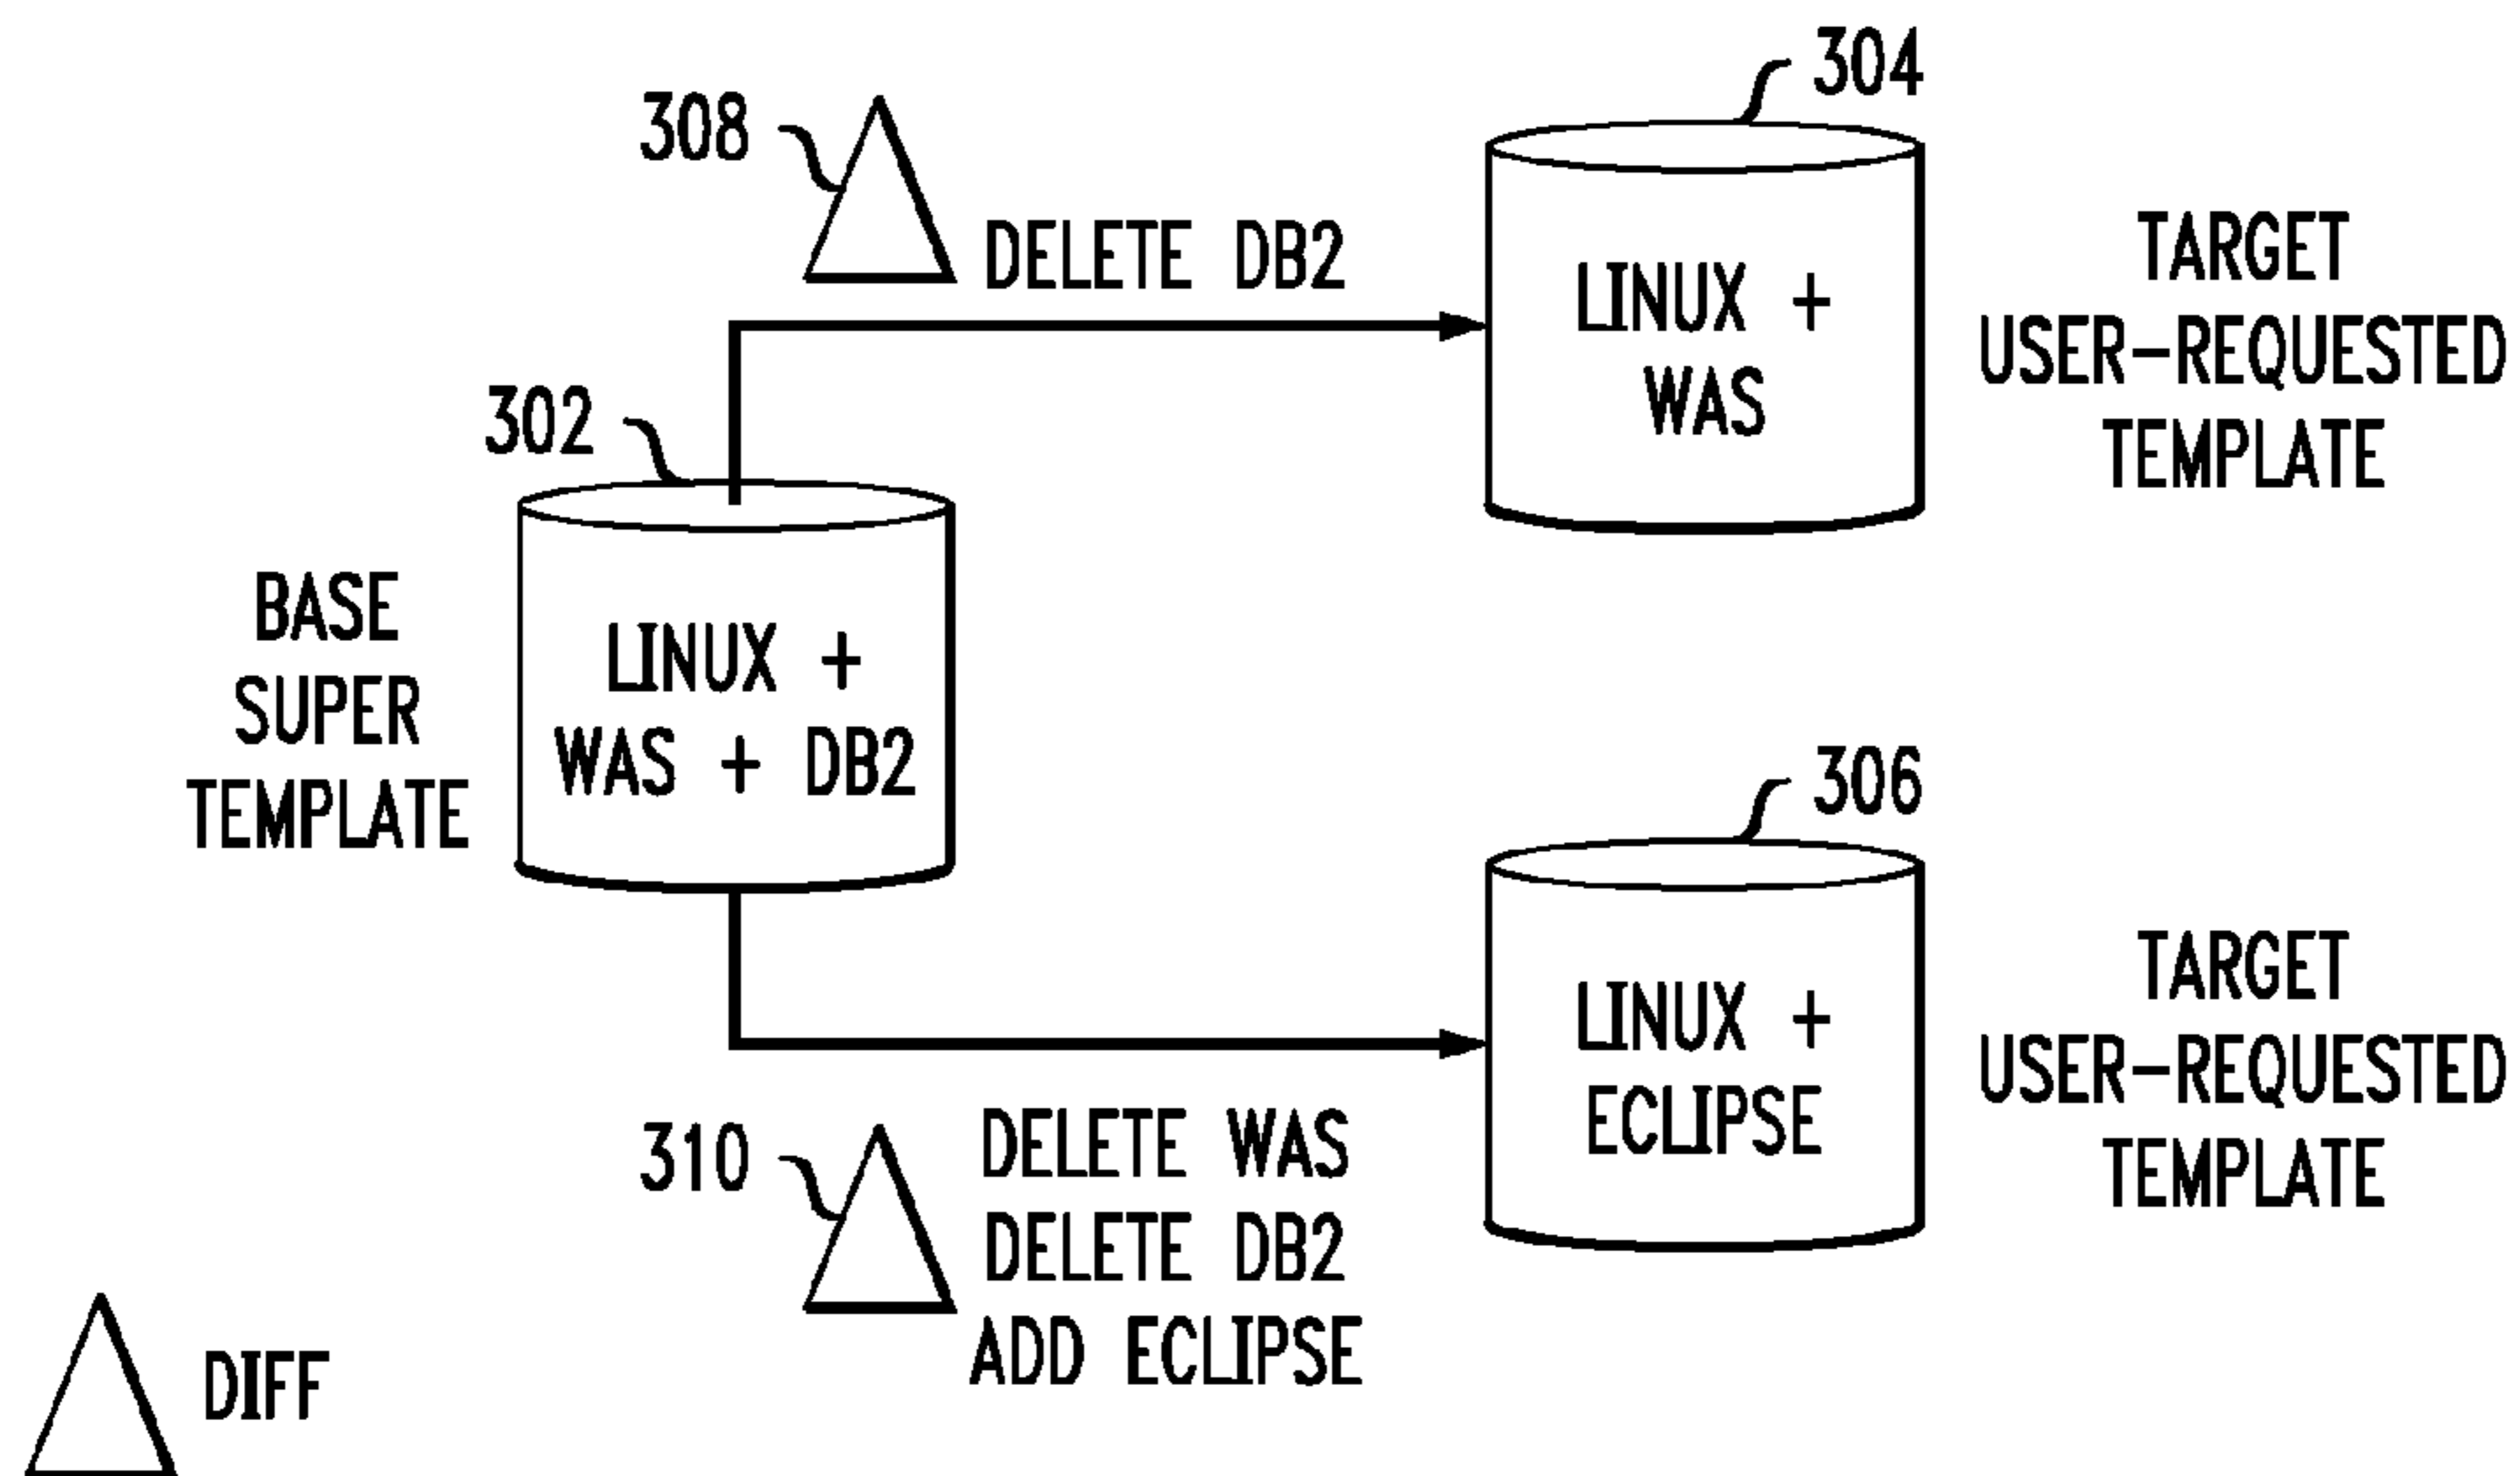 304
308
DELETE DB2
LINUX +
WAS
TARGET
USER-REQUESTED
TEMPLATE
302
BASE
SUPER
TEMPLATE
LINUX +
WAS + DB2
306
LINUX +
ECLIPSE
TARGET
USER-REQUESTED
TEMPLATE
310
DELETE WAS
DELETE DB2
ADD ECLIPSE
DIFF